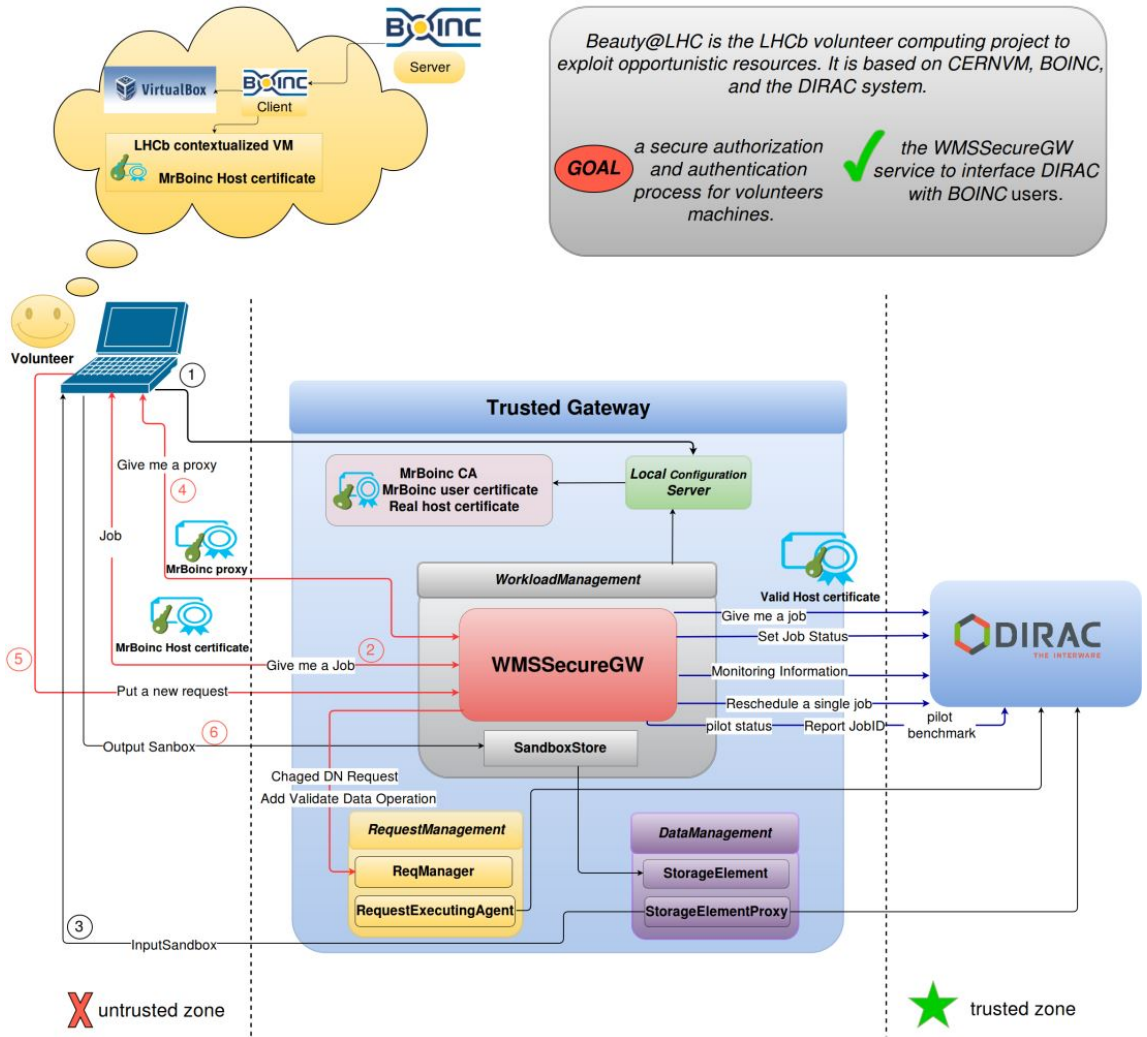 BOINC
Server
VirtualBox
BOINC
Client
LHCb contextualized VM
MrBoinc Host certificate
Beauty@LHC is the LHCb volunteer computing project to
exploit opportunistic resources. It is based on CERNVM, BOINC,
and the DIRAC system.
GOAL
a secure authorization
and authentication
process for volunteers
machines.
the WMSSecureGW
service to interface DIRAC
with BOINC users.
Volunteer
1
Trusted Gateway
Give me a proxy
4
MrBoinc CA
MrBoinc user certificate
Real host certificate
Local Configuration
Server
Job
MrBoinc proxy
WorkloadManagement
Valid Host certificate
MrBoinc Host certificate
Give me a job
Set Job Status
DIRAC
THE INTERWARE
5
2
Give me a Job
WMSSecureGW
Monitoring Information
Put a new request
Reschedule a single job
pilot status
Report JobID
pilot
benchmark
6
Output Sanbox
SandboxStore
Chaged DN Request
Add Validate Data Operation
RequestManagement
DataManagement
ReqManager
StorageElement
RequestExecutingAgent
StorageElementProxy
3
InputSandbox
X untrusted zone
trusted zone